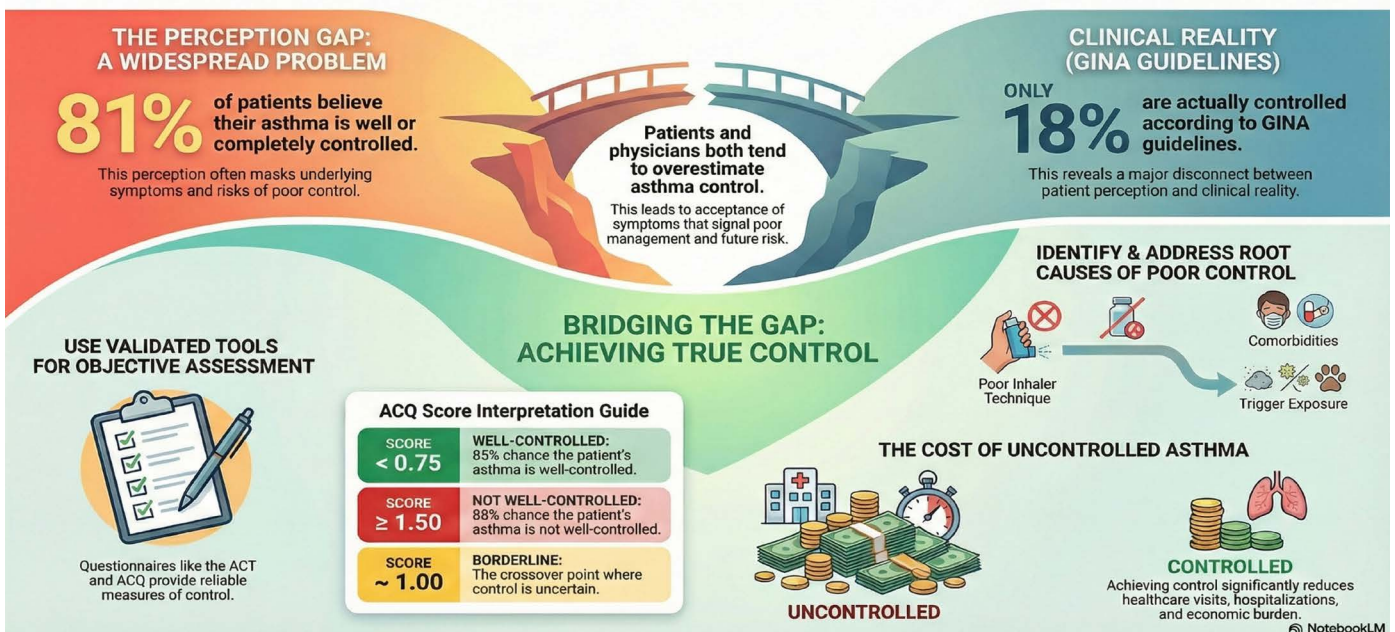 THE PERCEPTION GAP:
A WIDESPREAD PROBLEM
81%
of patients believe
their asthma is well or
completely controlled.
This perception often masks underlying
symptoms and risks of poor control.
Patients and
physicians both tend
to overestimate
asthma control.
This leads to acceptance of
symptoms that signal poor
management and future risk.
CLINICAL REALITY
(GINA GUIDELINES)
ONLY
18%
are actually controlled
according to GINA
guidelines.
This reveals a major disconnect between
patient perception and clinical reality.
BRIDGING THE GAP:
ACHIEVING TRUE CONTROL
USE VALIDATED TOOLS
FOR OBJECTIVE ASSESSMENT
Questionnaires like the ACT
and ACQ provide reliable
measures of control.
ACQ Score Interpretation Guide
SCORE
< 0.75
WELL-CONTROLLED:
85% chance the patient's
asthma is well-controlled.
SCORE
≥ 1.50
NOT WELL-CONTROLLED:
88% chance the patient's
asthma is not well-controlled.
SCORE
~ 1.00
BORDERLINE:
The crossover point where
control is uncertain.
IDENTIFY & ADDRESS ROOT
CAUSES OF POOR CONTROL
Poor Inhaler
Technique
Comorbidities
Trigger Exposure
THE COST OF UNCONTROLLED ASTHMA
UNCONTROLLED
CONTROLLED
Achieving control significantly reduces
healthcare visits, hospitalizations,
and economic burden.
NotebookLM